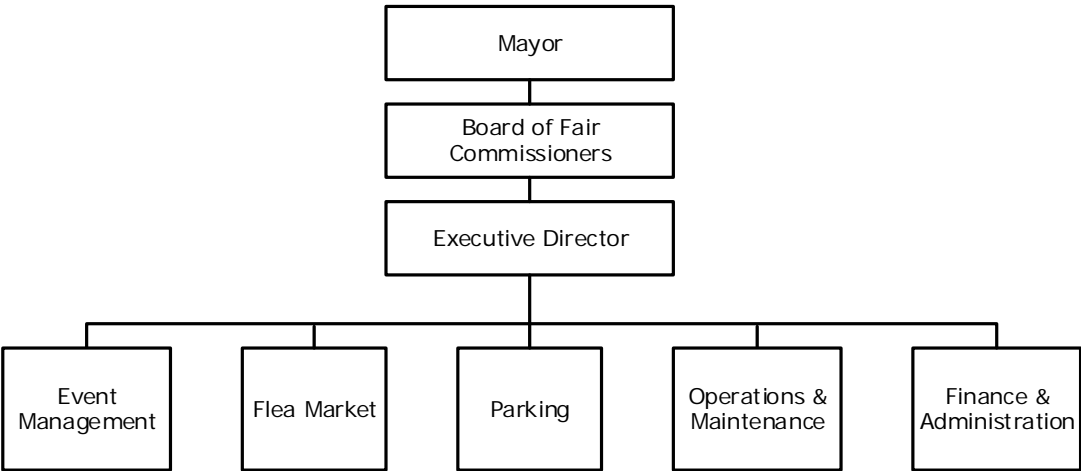 Mayor
Board of Fair
Commissioners
Executive Director
Event
Management
Flea Market
Parking
Operations &
Maintenance
Finance &
Administration